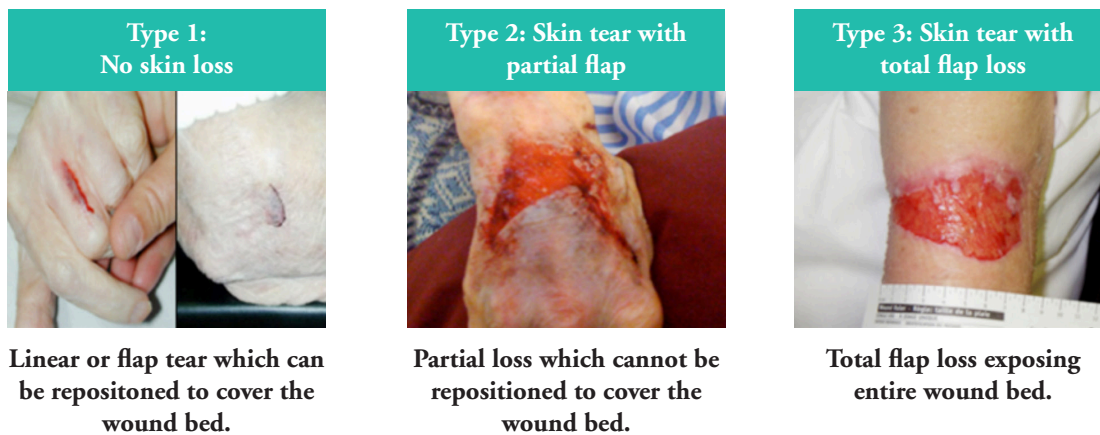 Type 1:
No skin loss
Type 2: Skin tear with
partial flap
Type 3: Skin tear with
total flap loss
Linear or flap tear which can
be repositoned to cover the
wound bed.
Partial loss which cannot be
repositioned to cover the
wound bed.
Total flap loss exposing
entire wound bed.